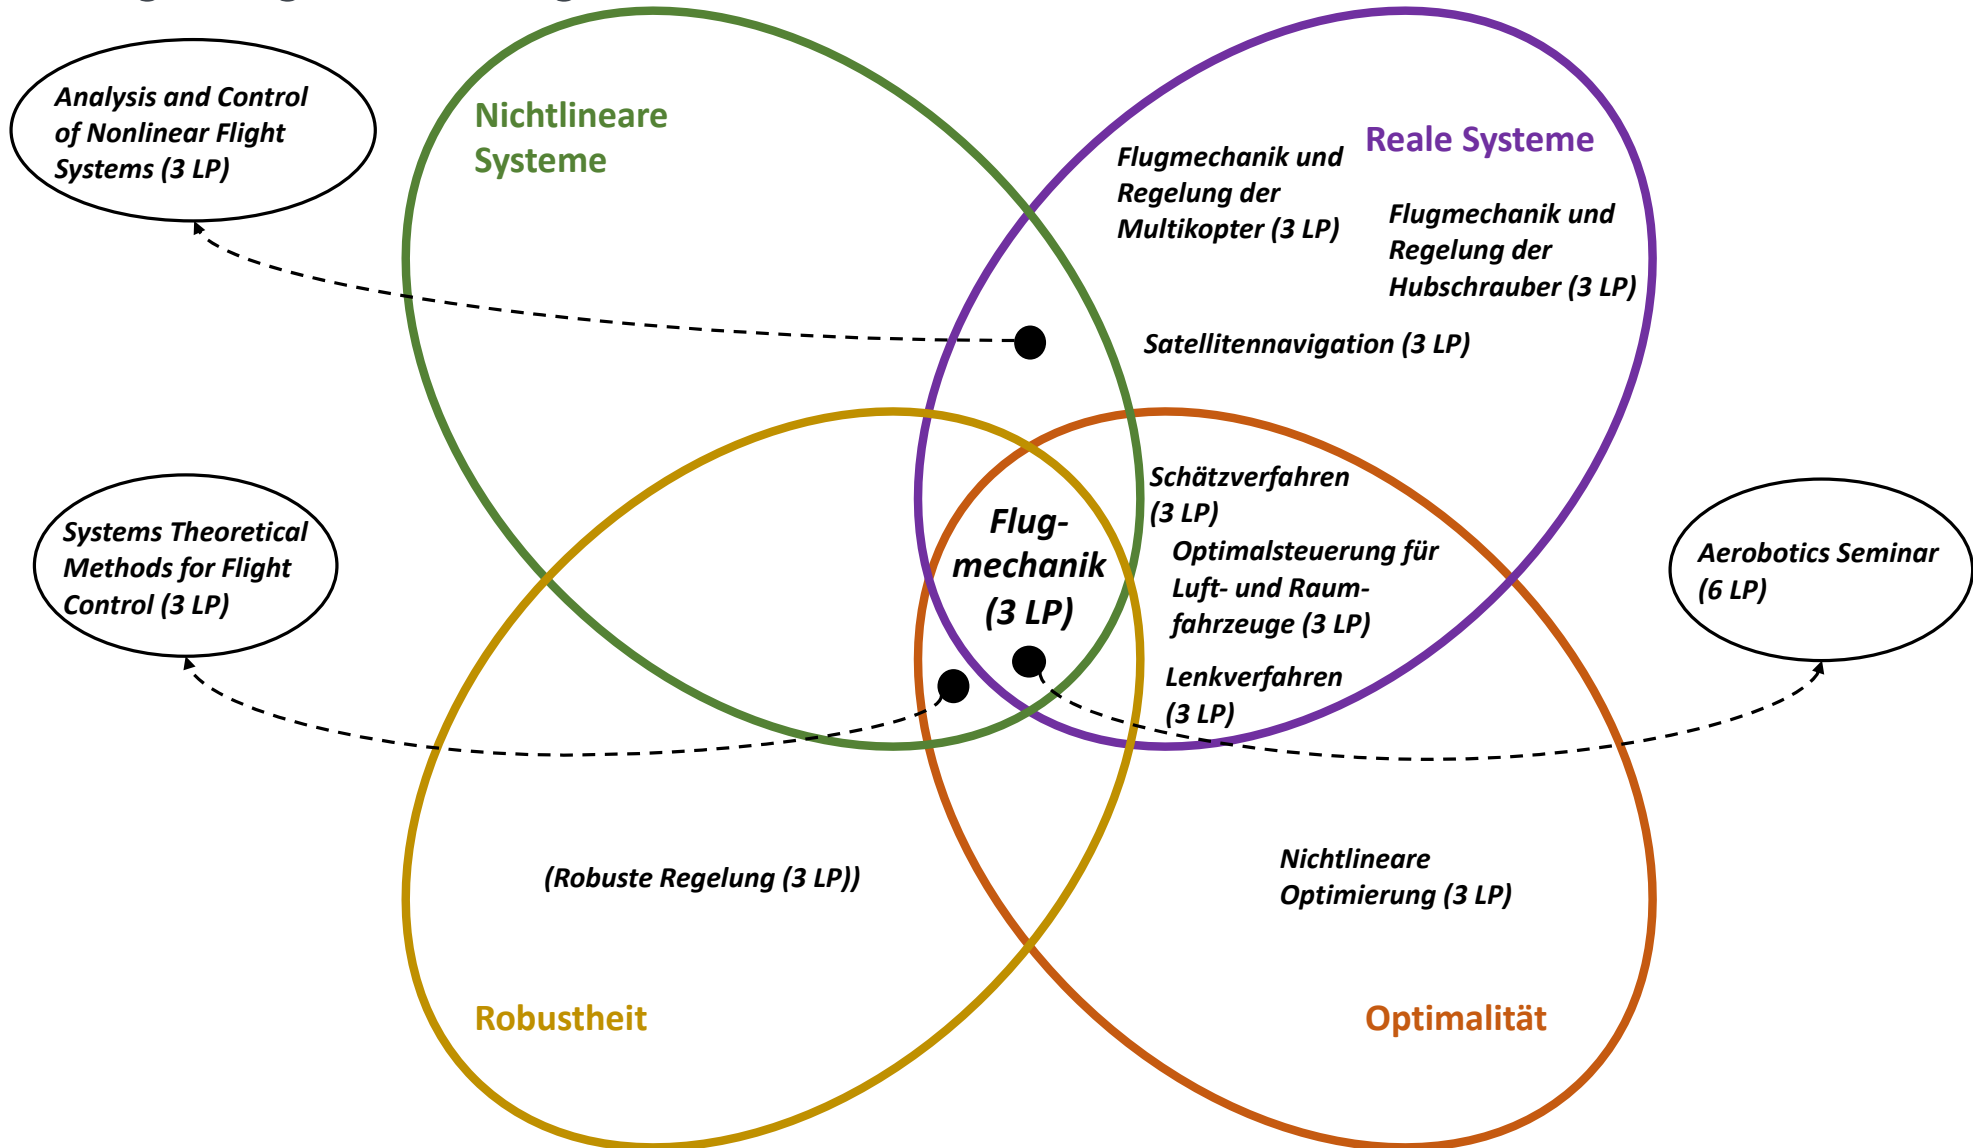 Analysis and Control
of Nonlinear Flight
Systems (3 LP)
Nichtlineare
Systeme
Reale Systeme
Flugmechanik und
Regelung der
Multikopter (3 LP)
Flugmechanik und
Regelung der
Hubschrauber (3 LP)
Satellitennavigation (3 LP)
Systems Theoretical
Methods for Flight
Control (3 LP)
Flug-
mechanik
(3 LP)
Schätzverfahren
(3 LP)
Optimalsteuerung für
Luft- und Raum-
fahrzeuge (3 LP)
Lenkverfahren
(3 LP)
Aerobotics Seminar
(6 LP)
(Robuste Regelung (3 LP))
Nichtlineare
Optimierung (3 LP)
Robustheit
Optimalität